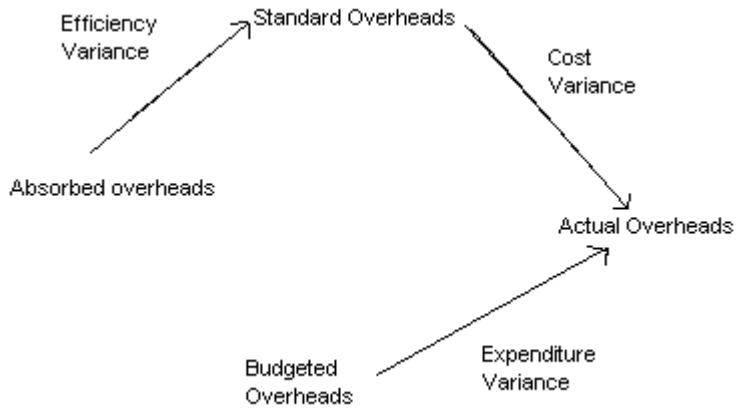 Efficiency
Variance
Standard Overheads
Cost
Variance
Absorbed overheads
Actual Overheads
Budgeted
Overheads
Expenditure
Variance